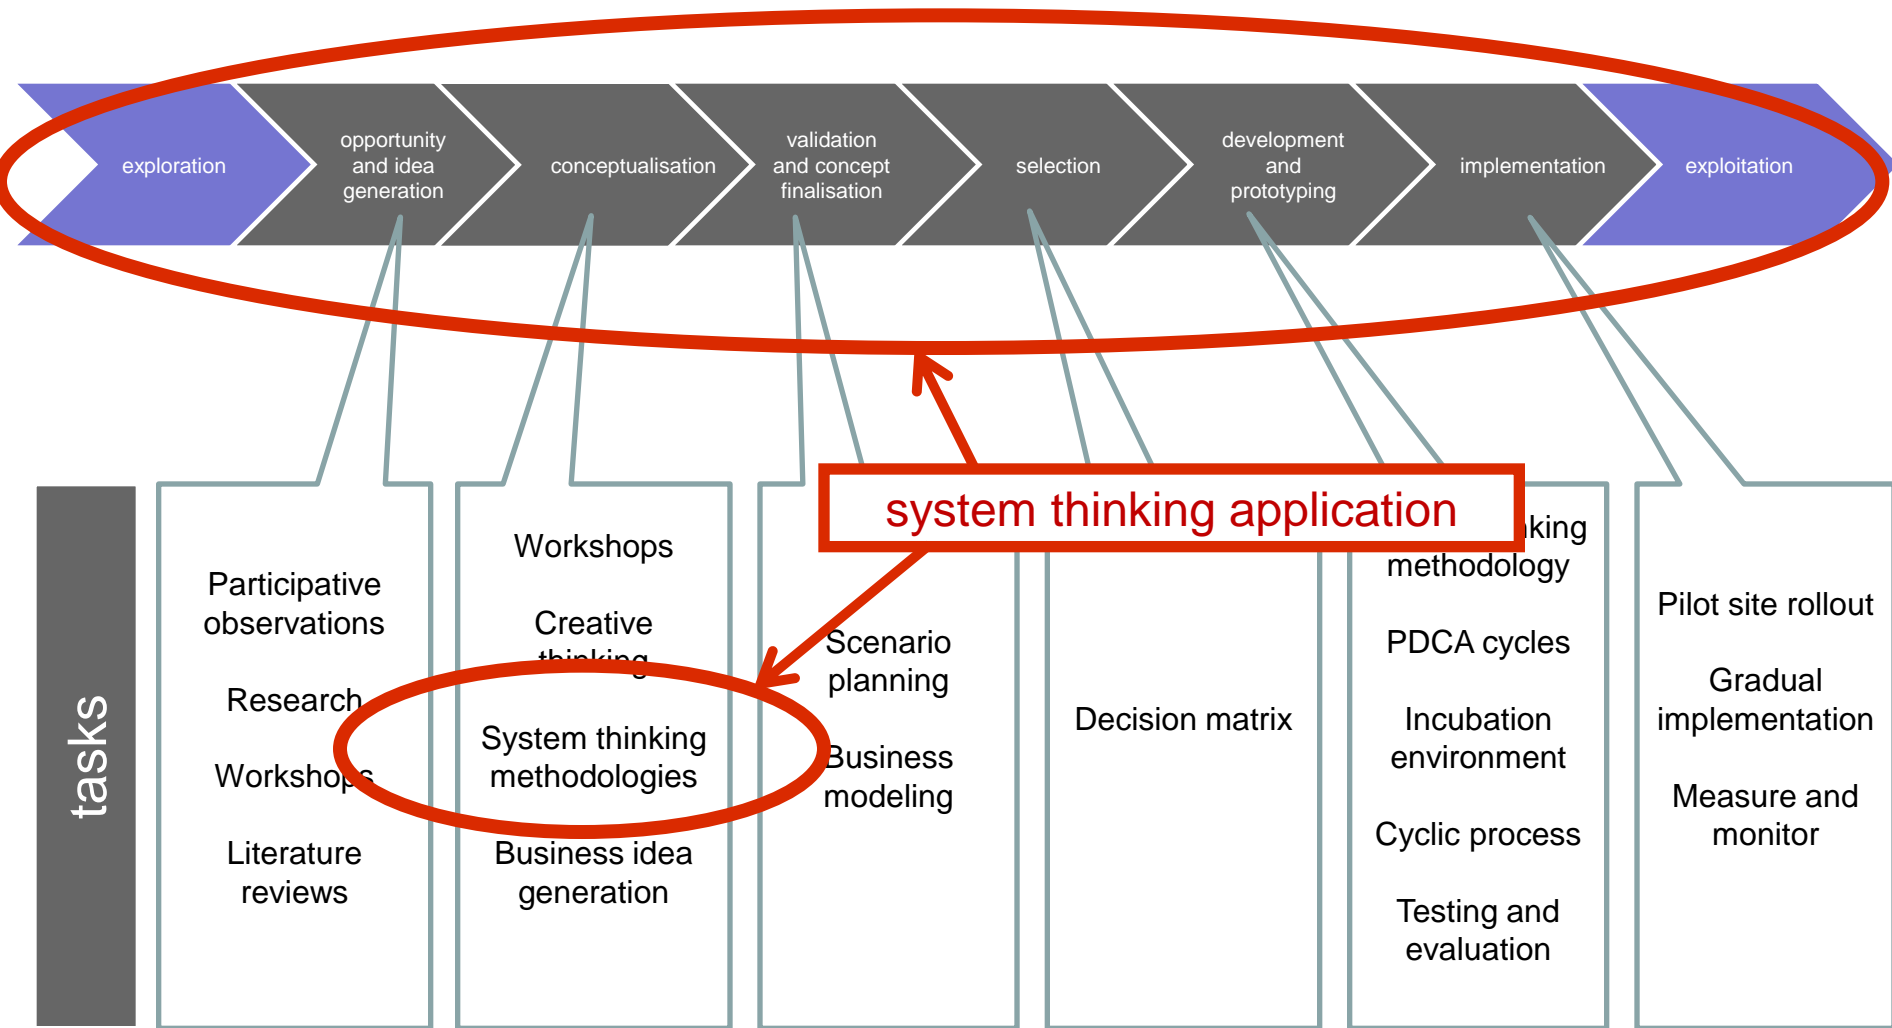 exploration
opportunity
and idea
generation
conceptualisation
validation
and concept
finalisation
selection
development
and
prototyping
implementation
exploitation
system thinking application
tasks
Participative
observations
Research
Workshops
Literature
reviews
Workshops
Creative
thinking
System thinking
methodologies
Business idea
generation
Scenario
planning
Business
modeling
Decision matrix
methodology
PDCA cycles
Incubation
environment
Cyclic process
Testing and
evaluation
Pilot site rollout
Gradual
implementation
Measure and
monitor